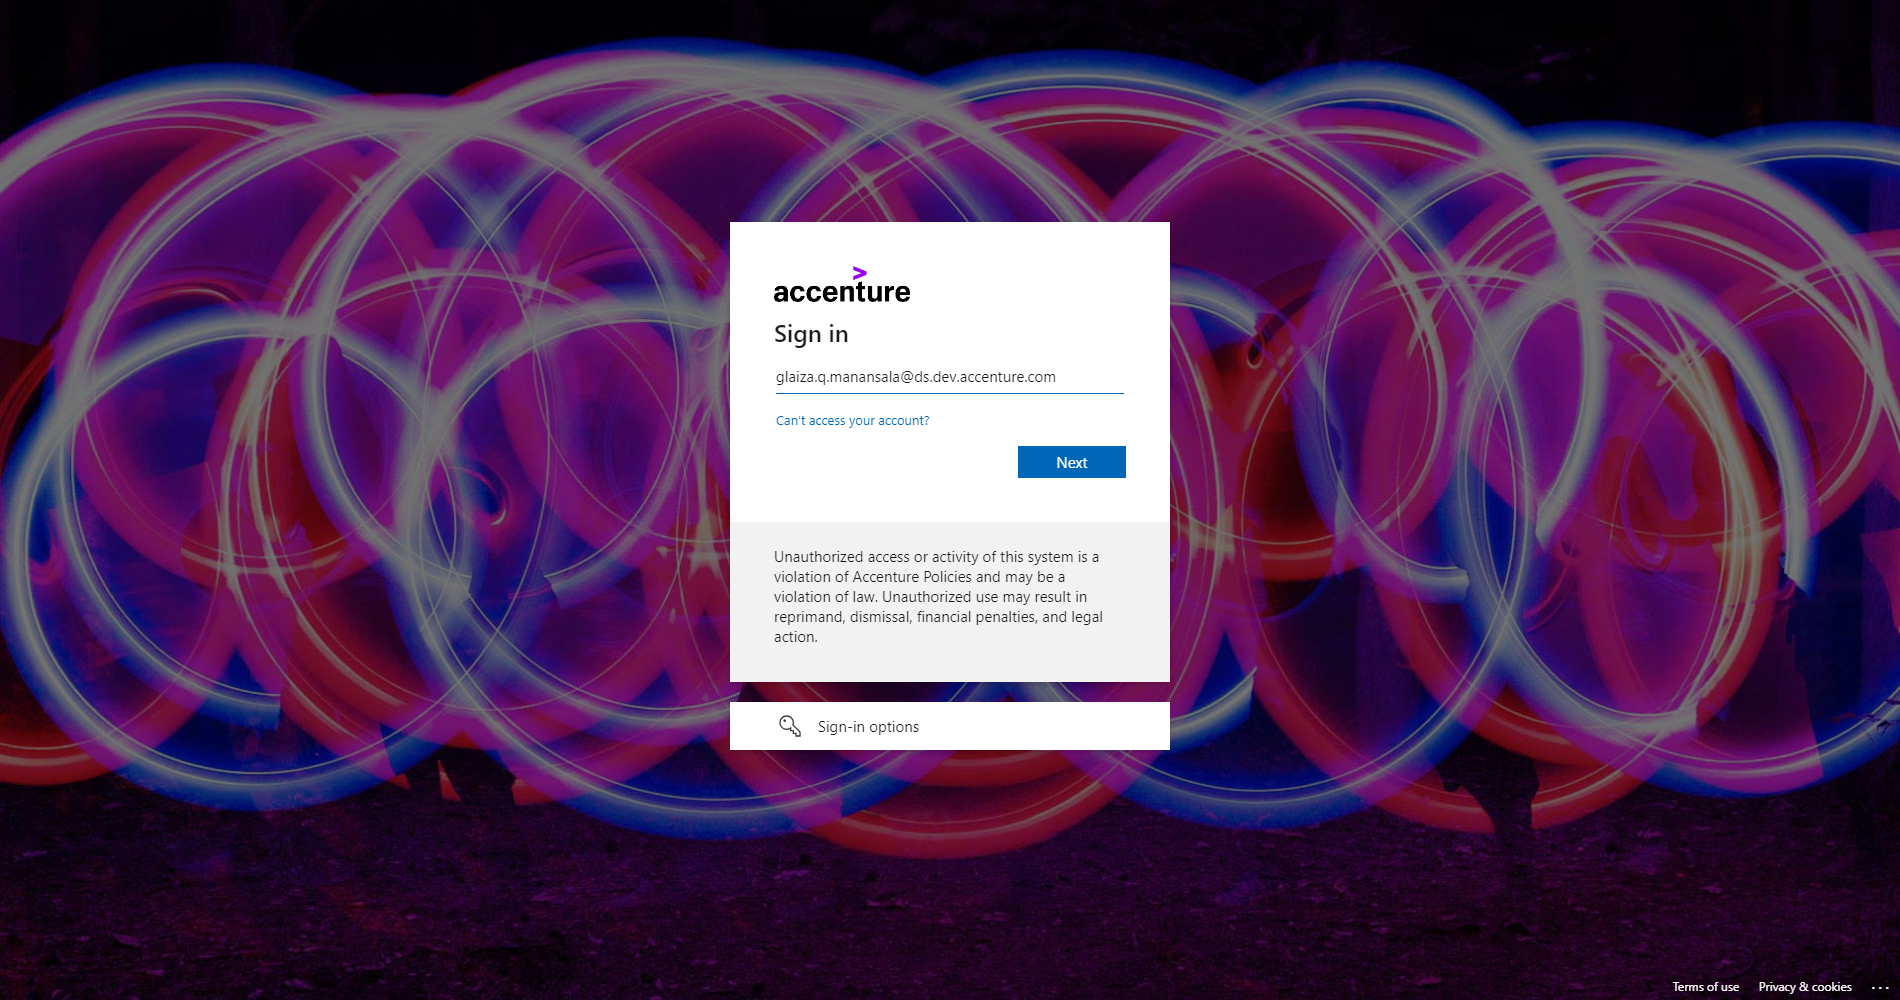 accenture
Sign in
glaiza.q.manansala@ds.dev.accenture.com
Can't access your account?
Next
Unauthorized access or activity of this system is a
violation of Accenture Policies and may be a
violation of law. Unauthorized use may result in
reprimand, dismissal, financial penalties, and legal
action.
Sign-in options
Terms of use Privacy & cookies ...